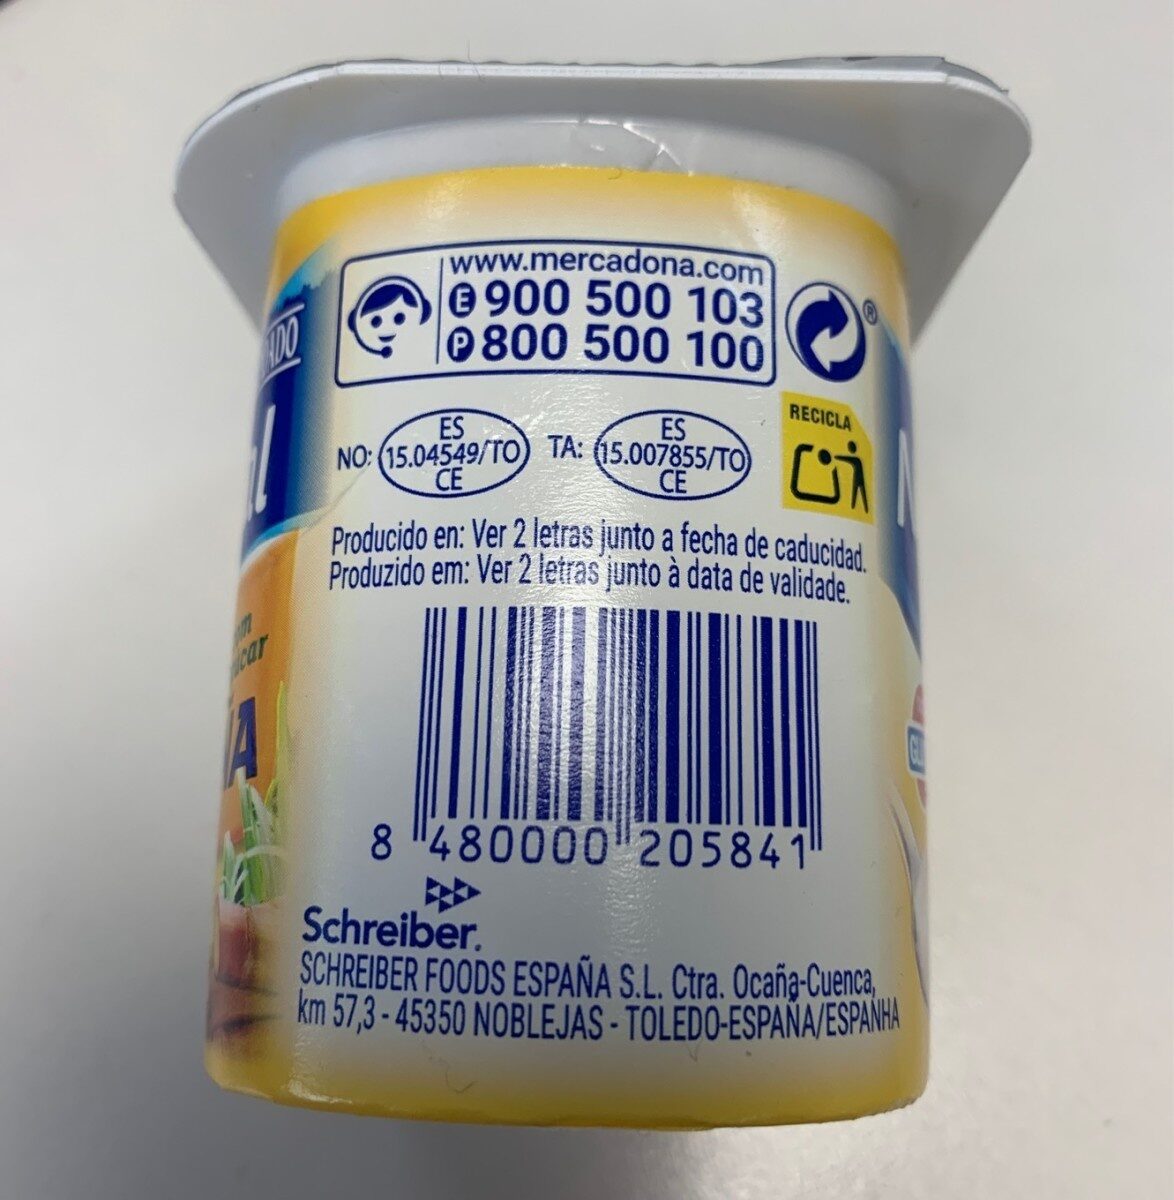 www.mercadona.com
E 900 500 103
P 800 500 100
®
NO: ES 15.04549/TO CE
TA: ES 15.007855/TO CE
RECICLA
Producido en: Ver 2 letras junto a fecha de caducidad.
Produzido em: Ver 2 letras junto à data de validade.
8 480000 205841
Schreiber.
SCHREIBER FOODS ESPAÑA S.L. Ctra. Ocaña-Cuenca,
km 57,3 - 45350 NOBLEJAS - TOLEDO-ESPAÑA/ESPANHA